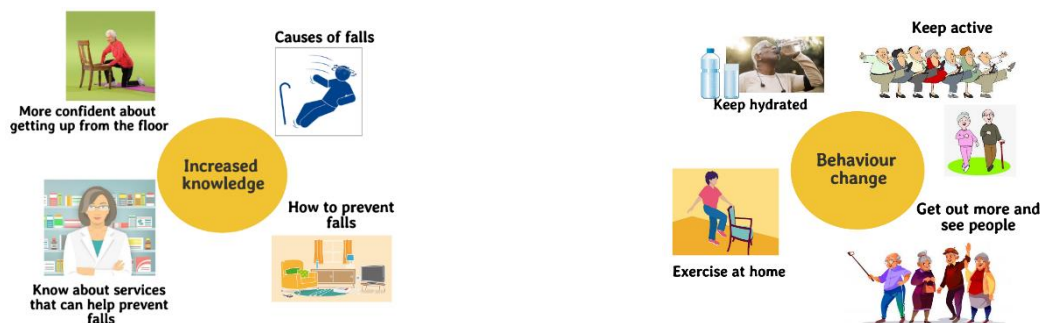 More confident about
getting up from the floor
Causes of falls
Increased
knowledge
Know about services
that can help prevent
falls
How to prevent
falls
Keep hydrated
Keep active
Behaviour
change
Exercise at home
Get out more and
see people